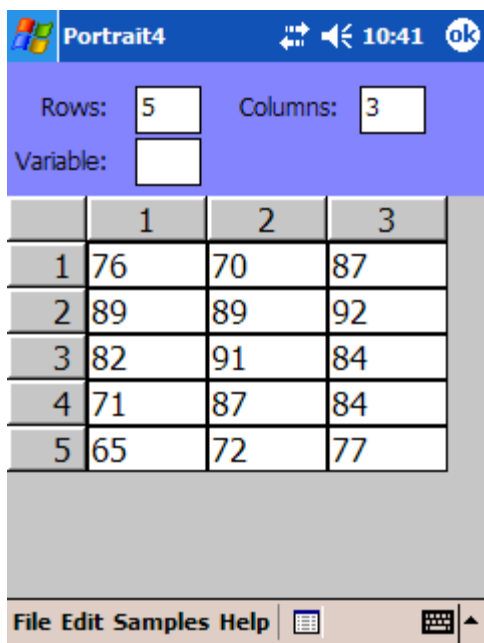 Portrait4 10:41 ok
Rows: 5 Columns: 3
Variable:
1 2 3
1 76 70 87
2 89 89 92
3 82 91 84
4 71 87 84
5 65 72 77
File Edit Samples Help